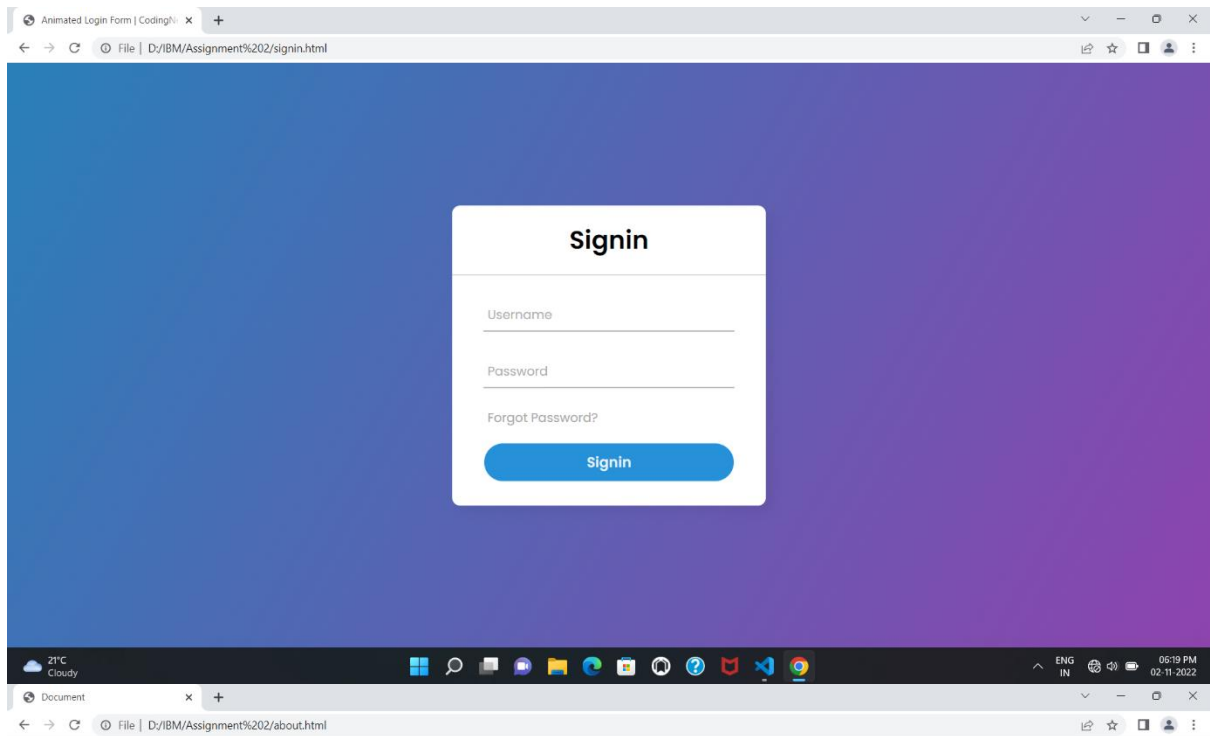 Animated Login Form | CodingN
File | D:/IBM/Assignment%202/signin.html
Signin
Username
Password
Forgot Password?
Signin
21°C
Cloudy
ENG
IN
06:19 PM
02-11-2022
Document
File | D:/IBM/Assignment%202/about.html